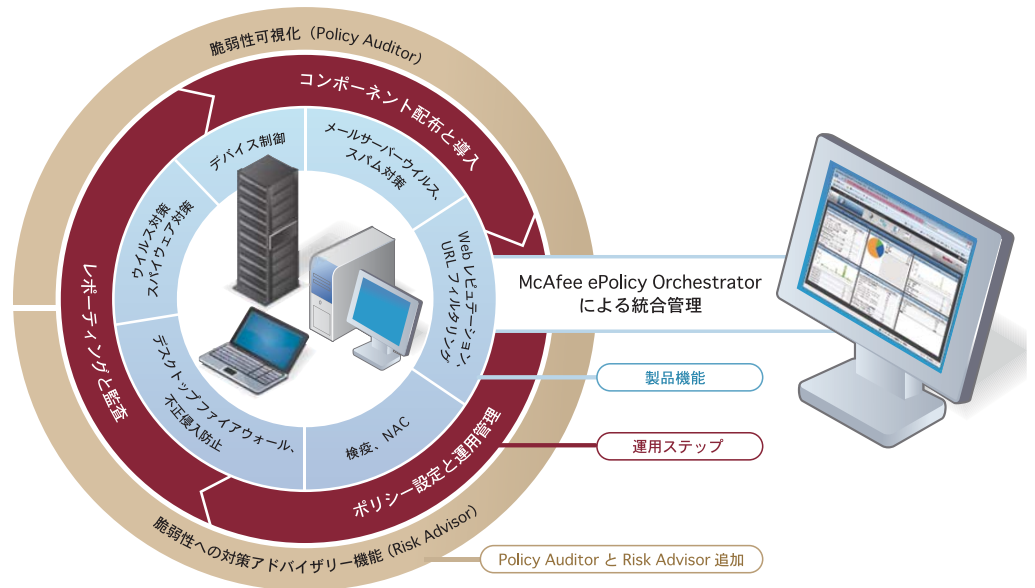 脆弱性可視化（Policy Auditor）
コンポーネント配布と導入
デバイス制御
メールサーバーウイルス、
スパム対策
ウイルス対策
スパイウェア対策
Web レピュテーション、
URL フィルタリング
McAfee ePolicy Orchestrator
による統合管理
レポーティングと監査
デスクトップファイアウォール、
不正侵入防止
検疫、NAC
製品機能
ポリシー設定と運用管理
運用ステップ
脆弱性への対策アドバイザリー機能（Risk Advisor）
Policy Auditor と Risk Advisor 追加